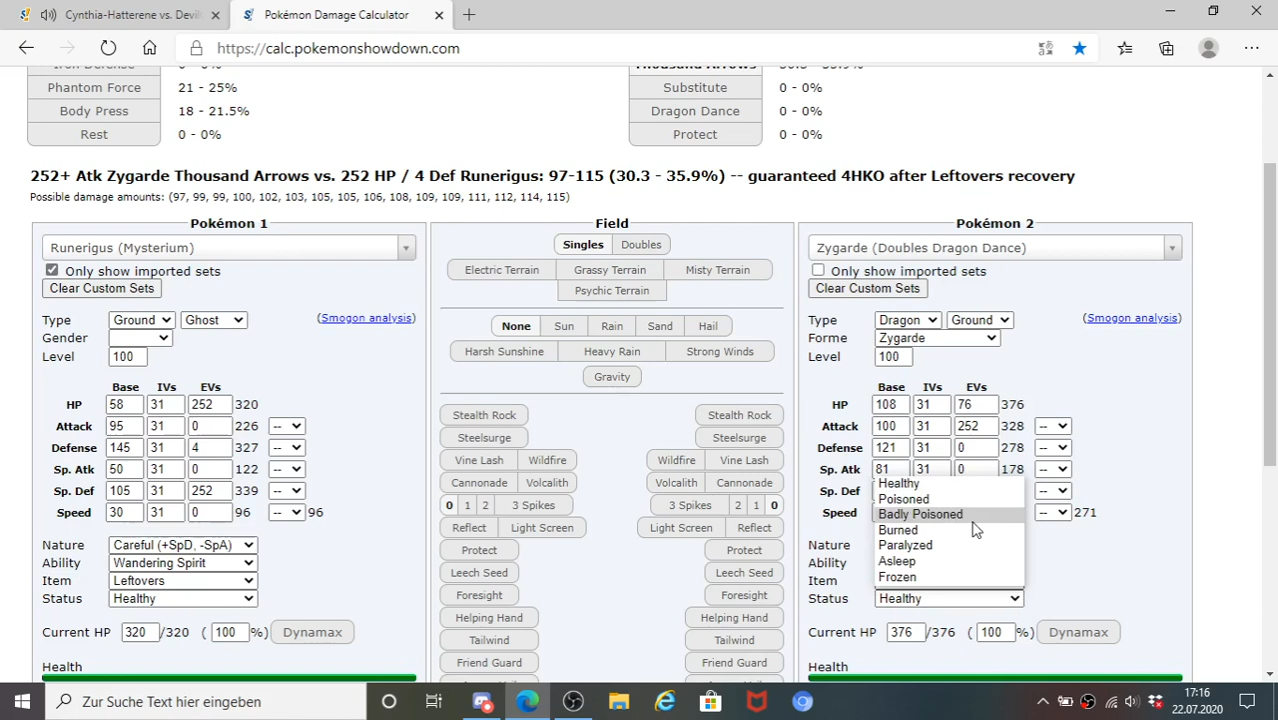 Cynthia-Hatterene vs. Devil
Pokémon Damage Calculator
https://calc.pokemonshowdown.com
Iron Defense 0 - 0%
Phantom Force 21 - 25%
Body Press 18 - 21.5%
Rest 0 - 0%
Thousand Arrows 30.3 - 35.9%
Substitute 0 - 0%
Dragon Dance 0 - 0%
Protect 0 - 0%
252+ Atk Zygarde Thousand Arrows vs. 252 HP / 4 Def Runerigus: 97-115 (30.3 - 35.9%) -- guaranteed 4HKO after Leftovers recovery
Possible damage amounts: (97, 99, 99, 100, 102, 103, 105, 105, 106, 108, 109, 109, 111, 112, 114, 115)
Pokémon 1
Runerigus (Mysterium)
Only show imported sets
Clear Custom Sets
Type Ground Ghost (Smogon analysis)
Gender
Level 100
Base IVs EVs
HP 58 31 252 320
Attack 95 31 0 226 --
Defense 145 31 4 327 --
Sp. Atk 50 31 0 122 --
Sp. Def 105 31 252 339 --
Speed 30 31 0 96 -- 96
Nature Careful (+SpD, -SpA)
Ability Wandering Spirit
Item Leftovers
Status Healthy
Current HP 320 /320 ( 100 %) Dynamax
Health
Field
Singles Doubles
Electric Terrain Grassy Terrain Misty Terrain
Psychic Terrain
None Sun Rain Sand Hail
Harsh Sunshine Heavy Rain Strong Winds
Gravity
Stealth Rock Stealth Rock
Steelsurge Steelsurge
Vine Lash Wildfire Wildfire Vine Lash
Cannonade Volcalith Volcalith Cannonade
0 1 2 3 Spikes 3 Spikes 2 1 0
Reflect Light Screen Light Screen Reflect
Protect Protect
Leech Seed Leech Seed
Foresight Foresight
Helping Hand Helping Hand
Tailwind Tailwind
Friend Guard Friend Guard
Pokémon 2
Zygarde (Doubles Dragon Dance)
Only show imported sets
Clear Custom Sets
Type Dragon Ground (Smogon analysis)
Forme Zygarde
Level 100
Base IVs EVs
HP 108 31 76 376
Attack 100 31 252 328 --
Defense 121 31 0 278 --
Sp. Atk 81 31 0 178 --
Sp. Def --
Speed -- 271
Healthy
Poisoned
Badly Poisoned
Burned
Paralyzed
Asleep
Frozen
Nature
Ability
Item
Status Healthy
Current HP 376 /376 ( 100 %) Dynamax
Health
Zur Suche Text hier eingeben
17:16
22.07.2020